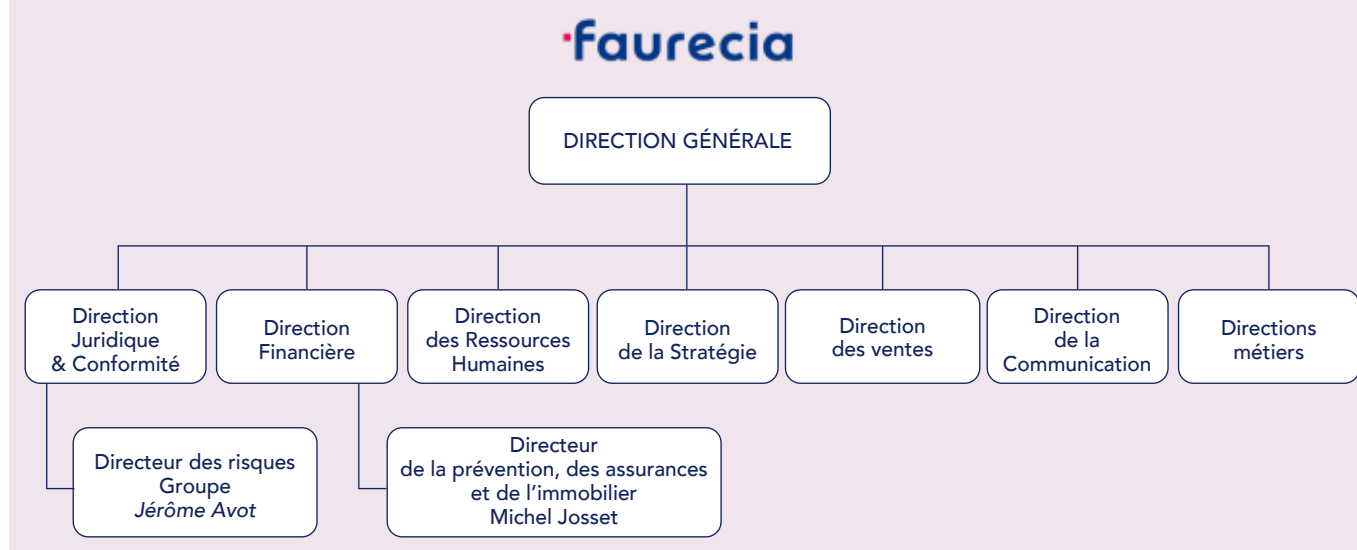 faurecia
DIRECTION GÉNÉRALE
Direction
Juridique
& Conformité
Direction
Financière
Direction
des Ressources
Humaines
Direction
de la Stratégie
Direction
des ventes
Direction
de la
Communication
Directions
métiers
Directeur des risques
Groupe
Jérôme Avot
Directeur
de la prévention, des assurances
et de l’immobilier
Michel Josset